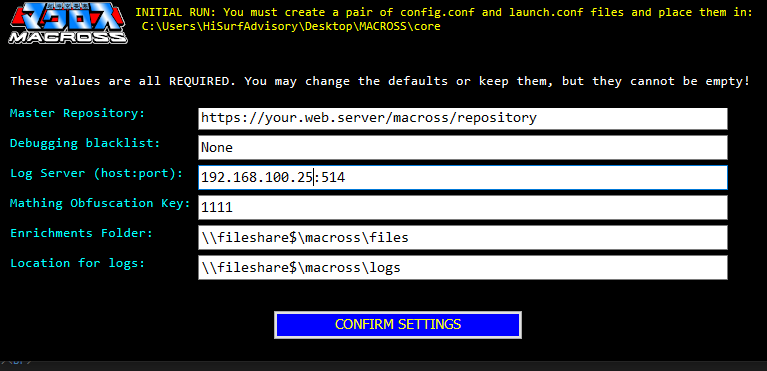 マクロス
MACROSS
INITIAL RUN: You must create a pair of config.conf and launch.conf files and place them in:
C:\Users\HiSurfAdvisory\Desktop\MACROSS\core
These values are all REQUIRED. You may change the defaults or keep them, but they cannot be empty!
Master Repository: https://your.web.server/macross/repository
Debugging blacklist: None
Log Server (host:port): 192.168.100.25:514
Mathing Obfuscation Key: 1111
Enrichments Folder: \\fileshare$\macross\files
Location for logs: \\fileshare$\macross\logs
CONFIRM SETTINGS